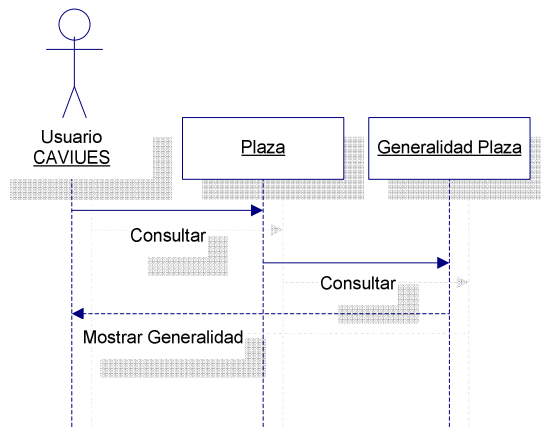 Usuario
CAVIUES
Plaza
Generalidad Plaza
Consultar
Consultar
Mostrar Generalidad